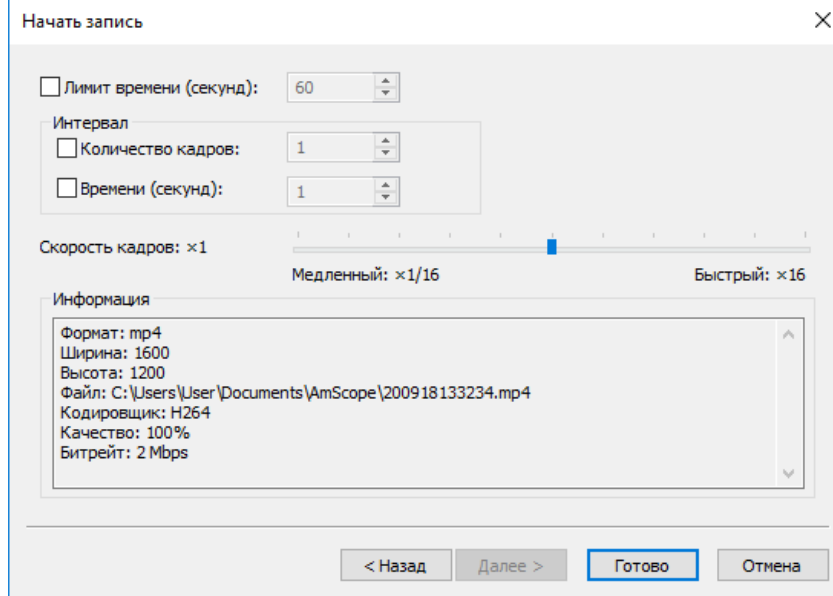 Начать запись
Лимит времени (секунд): 60
Интервал
Количество кадров: 1
Времени (секунд): 1
Скорость кадров: ×1
Медленный: ×1/16 Быстрый: ×16
Информация
Формат: mp4
Ширина: 1600
Высота: 1200
Файл: C:\Users\User\Documents\AmScope\200918133234.mp4
Кодировщик: H264
Качество: 100%
Битрейт: 2 Mbps
< Назад Далее > Готово Отмена